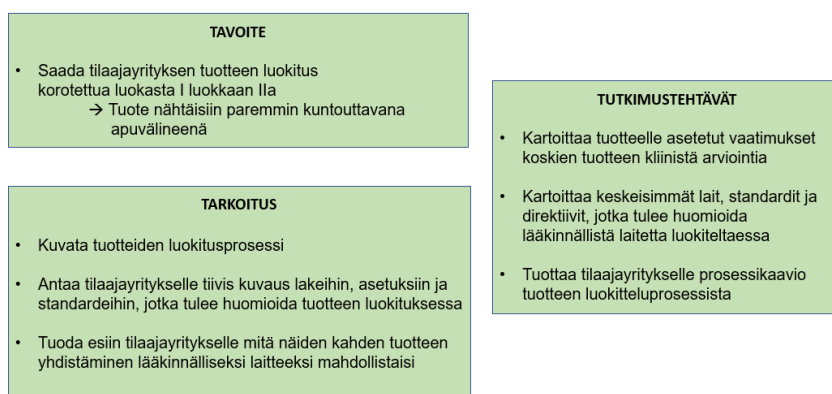 TAVOITE
• Saada tilaajayrityksen tuotteen luokitus
korotettua luokasta I luokkaan IIa
→ Tuote nähtäisiin paremmin kuntouttavana
apuvälineenä
TARKOITUS
• Kuvata tuotteiden luokitusprosessi
• Antaa tilaajayritykselle tiivis kuvaus lakeihin, asetuksiin ja
standardeihin, jotka tulee huomioida tuotteen luokituksessa
• Tuoda esiin tilaajayritykselle mitä näiden kahden tuotteen
yhdistäminen lääkinnälliseksi laitteeksi mahdollistaisi
TUTKIMUSTEHTÄVÄT
• Kartoittaa tuotteelle asetetut vaatimukset
koskien tuotteen kliinistä arviointia
• Kartoittaa keskeisimmät lait, standardit ja
direktiivit, jotka tulee huomioida
lääkinnällistä laitetta luokiteltaessa
• Tuottaa tilaajayritykselle prosessikaavio
tuotteen luokitteluprosessista